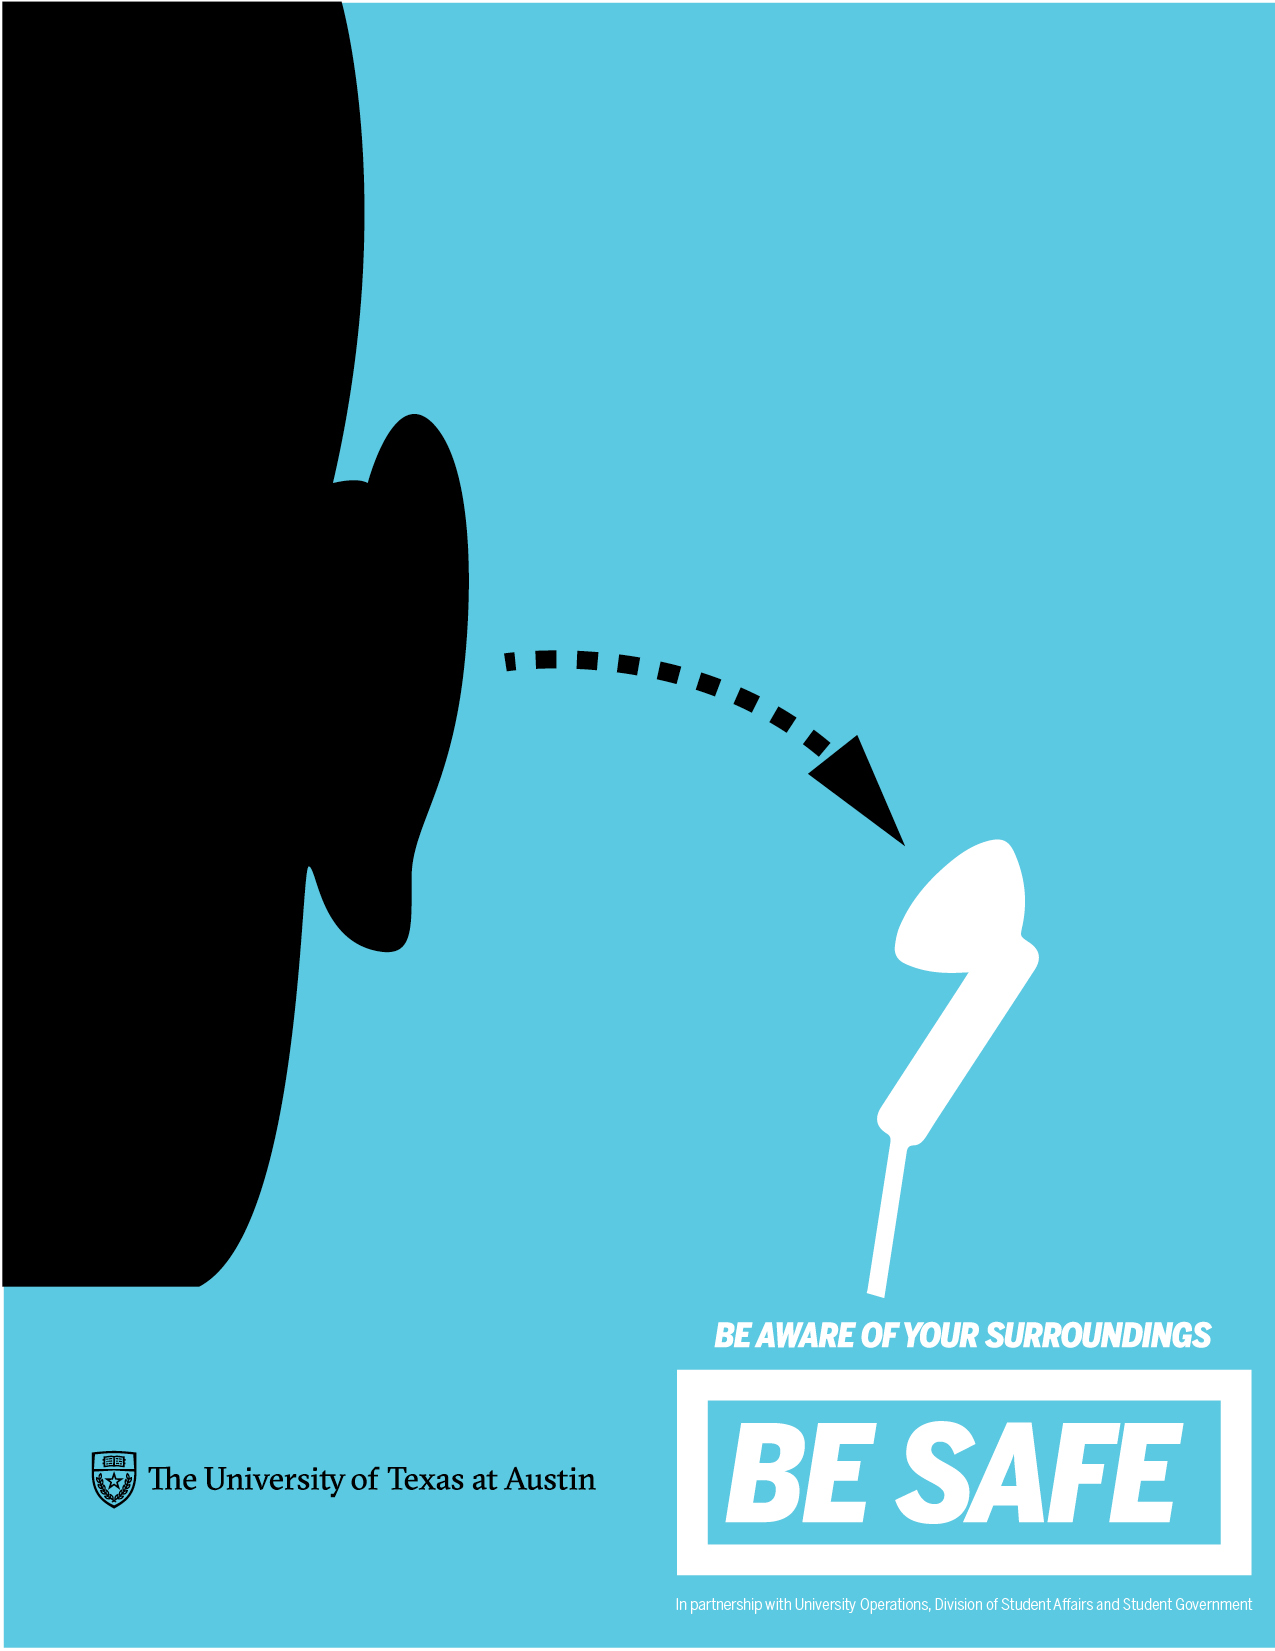 BE AWARE OF YOUR SURROUNDINGS
BE SAFE
The University of Texas at Austin
In partnership with University Operations, Division of Student Affairs and Student Government